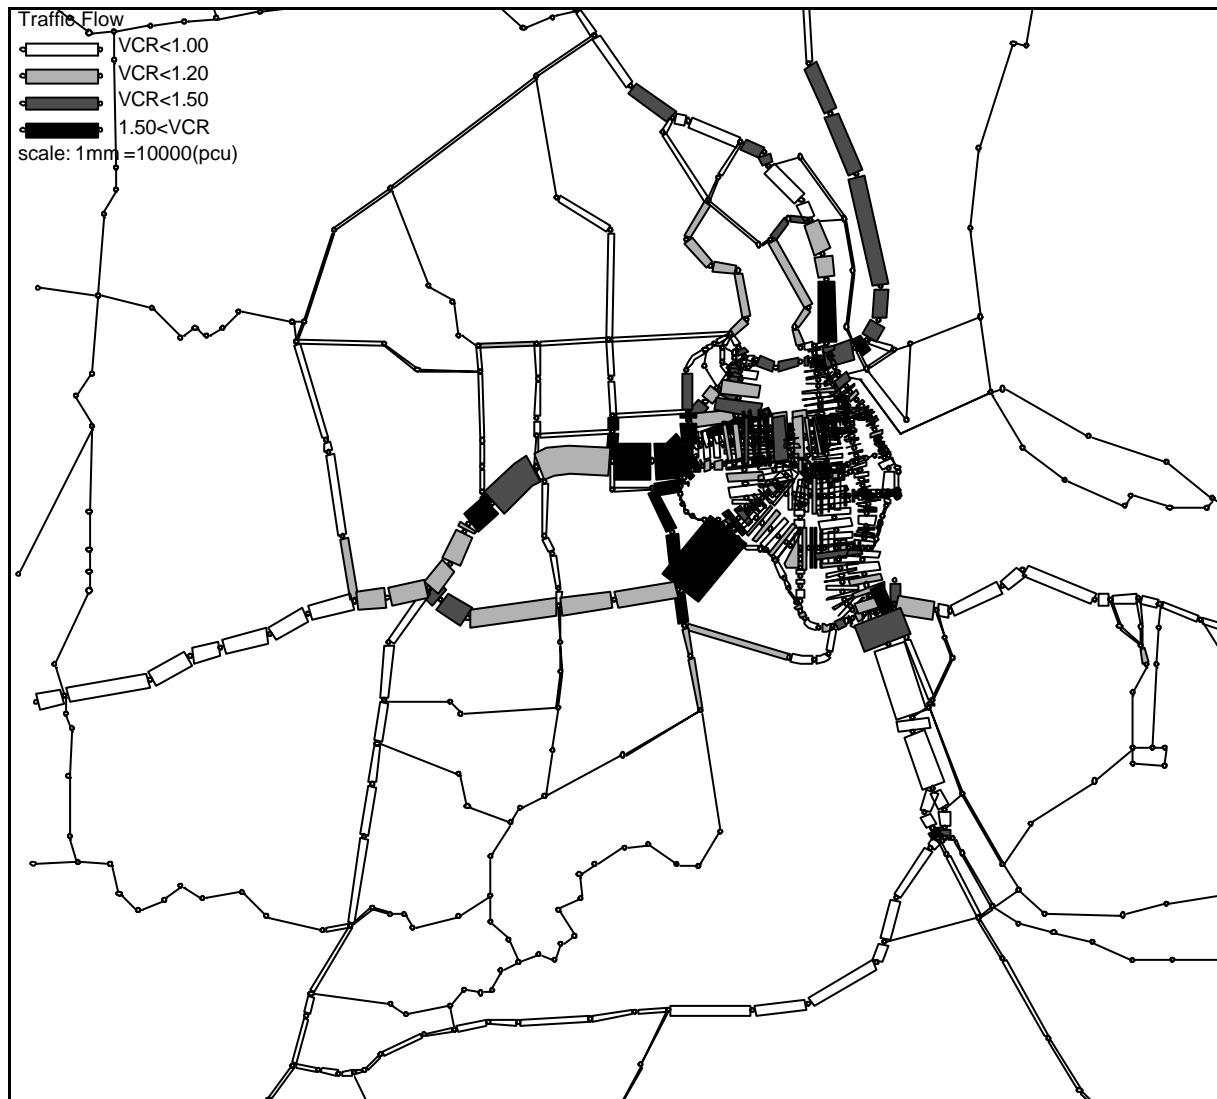 Traffic Flow
VCR<1.00
VCR<1.20
VCR<1.50
1.50<VCR
scale: 1mm =10000(pcu)